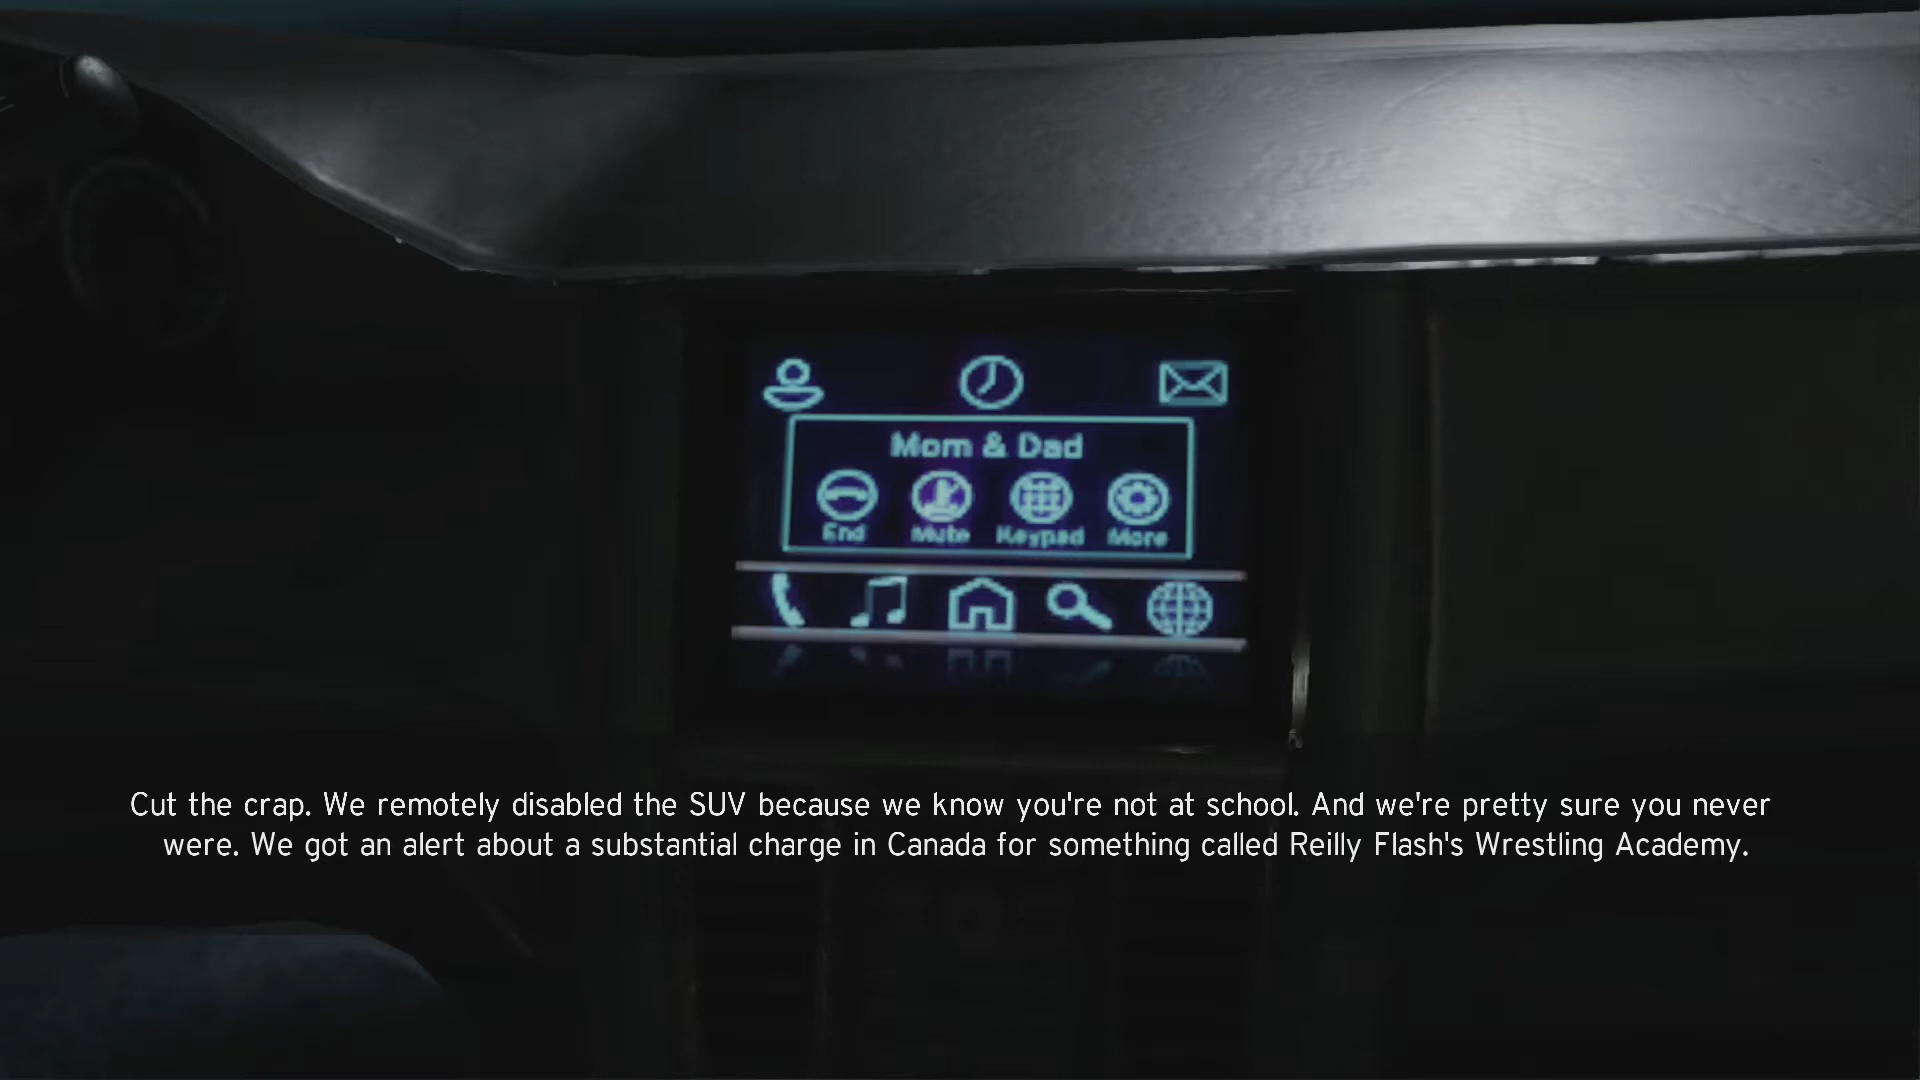 Mom & Dad
End Mute Keypad More
Cut the crap. We remotely disabled the SUV because we know you're not at school. And we're pretty sure you never
were. We got an alert about a substantial charge in Canada for something called Reilly Flash's Wrestling Academy.